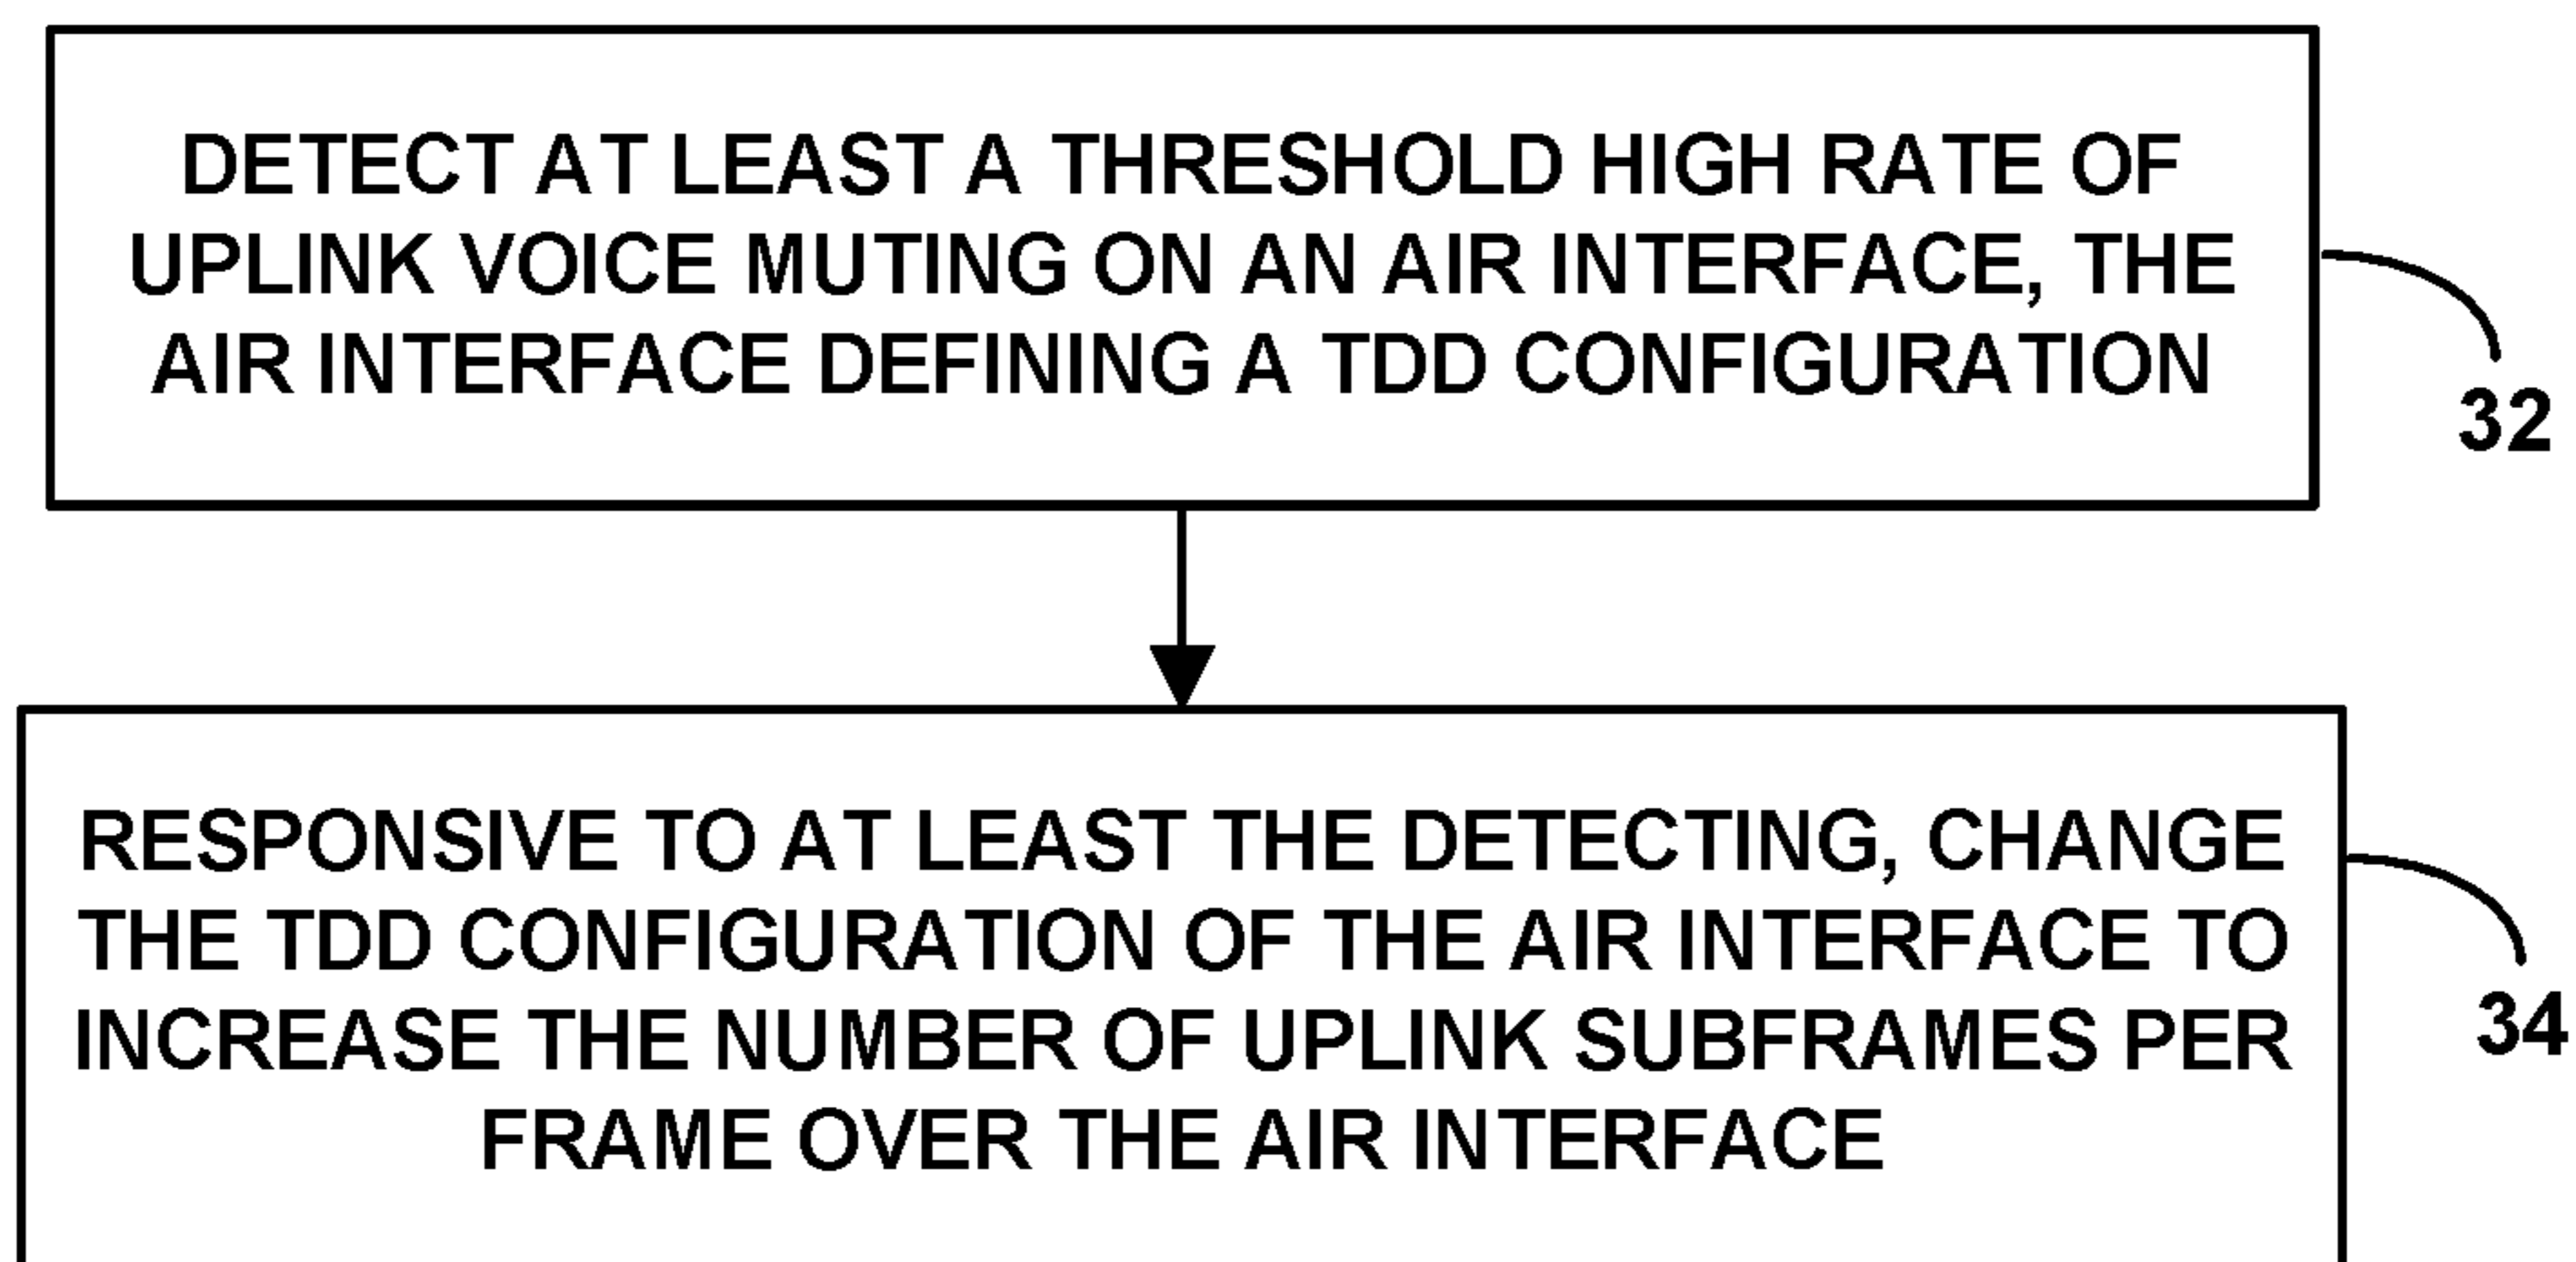 DETECT AT LEAST A THRESHOLD HIGH RATE OF
UPLINK VOICE MUTING ON AN AIR INTERFACE, THE
AIR INTERFACE DEFINING A TDD CONFIGURATION
32
RESPONSIVE TO AT LEAST THE DETECTING, CHANGE
THE TDD CONFIGURATION OF THE AIR INTERFACE TO
INCREASE THE NUMBER OF UPLINK SUBFRAMES PER
FRAME OVER THE AIR INTERFACE
34